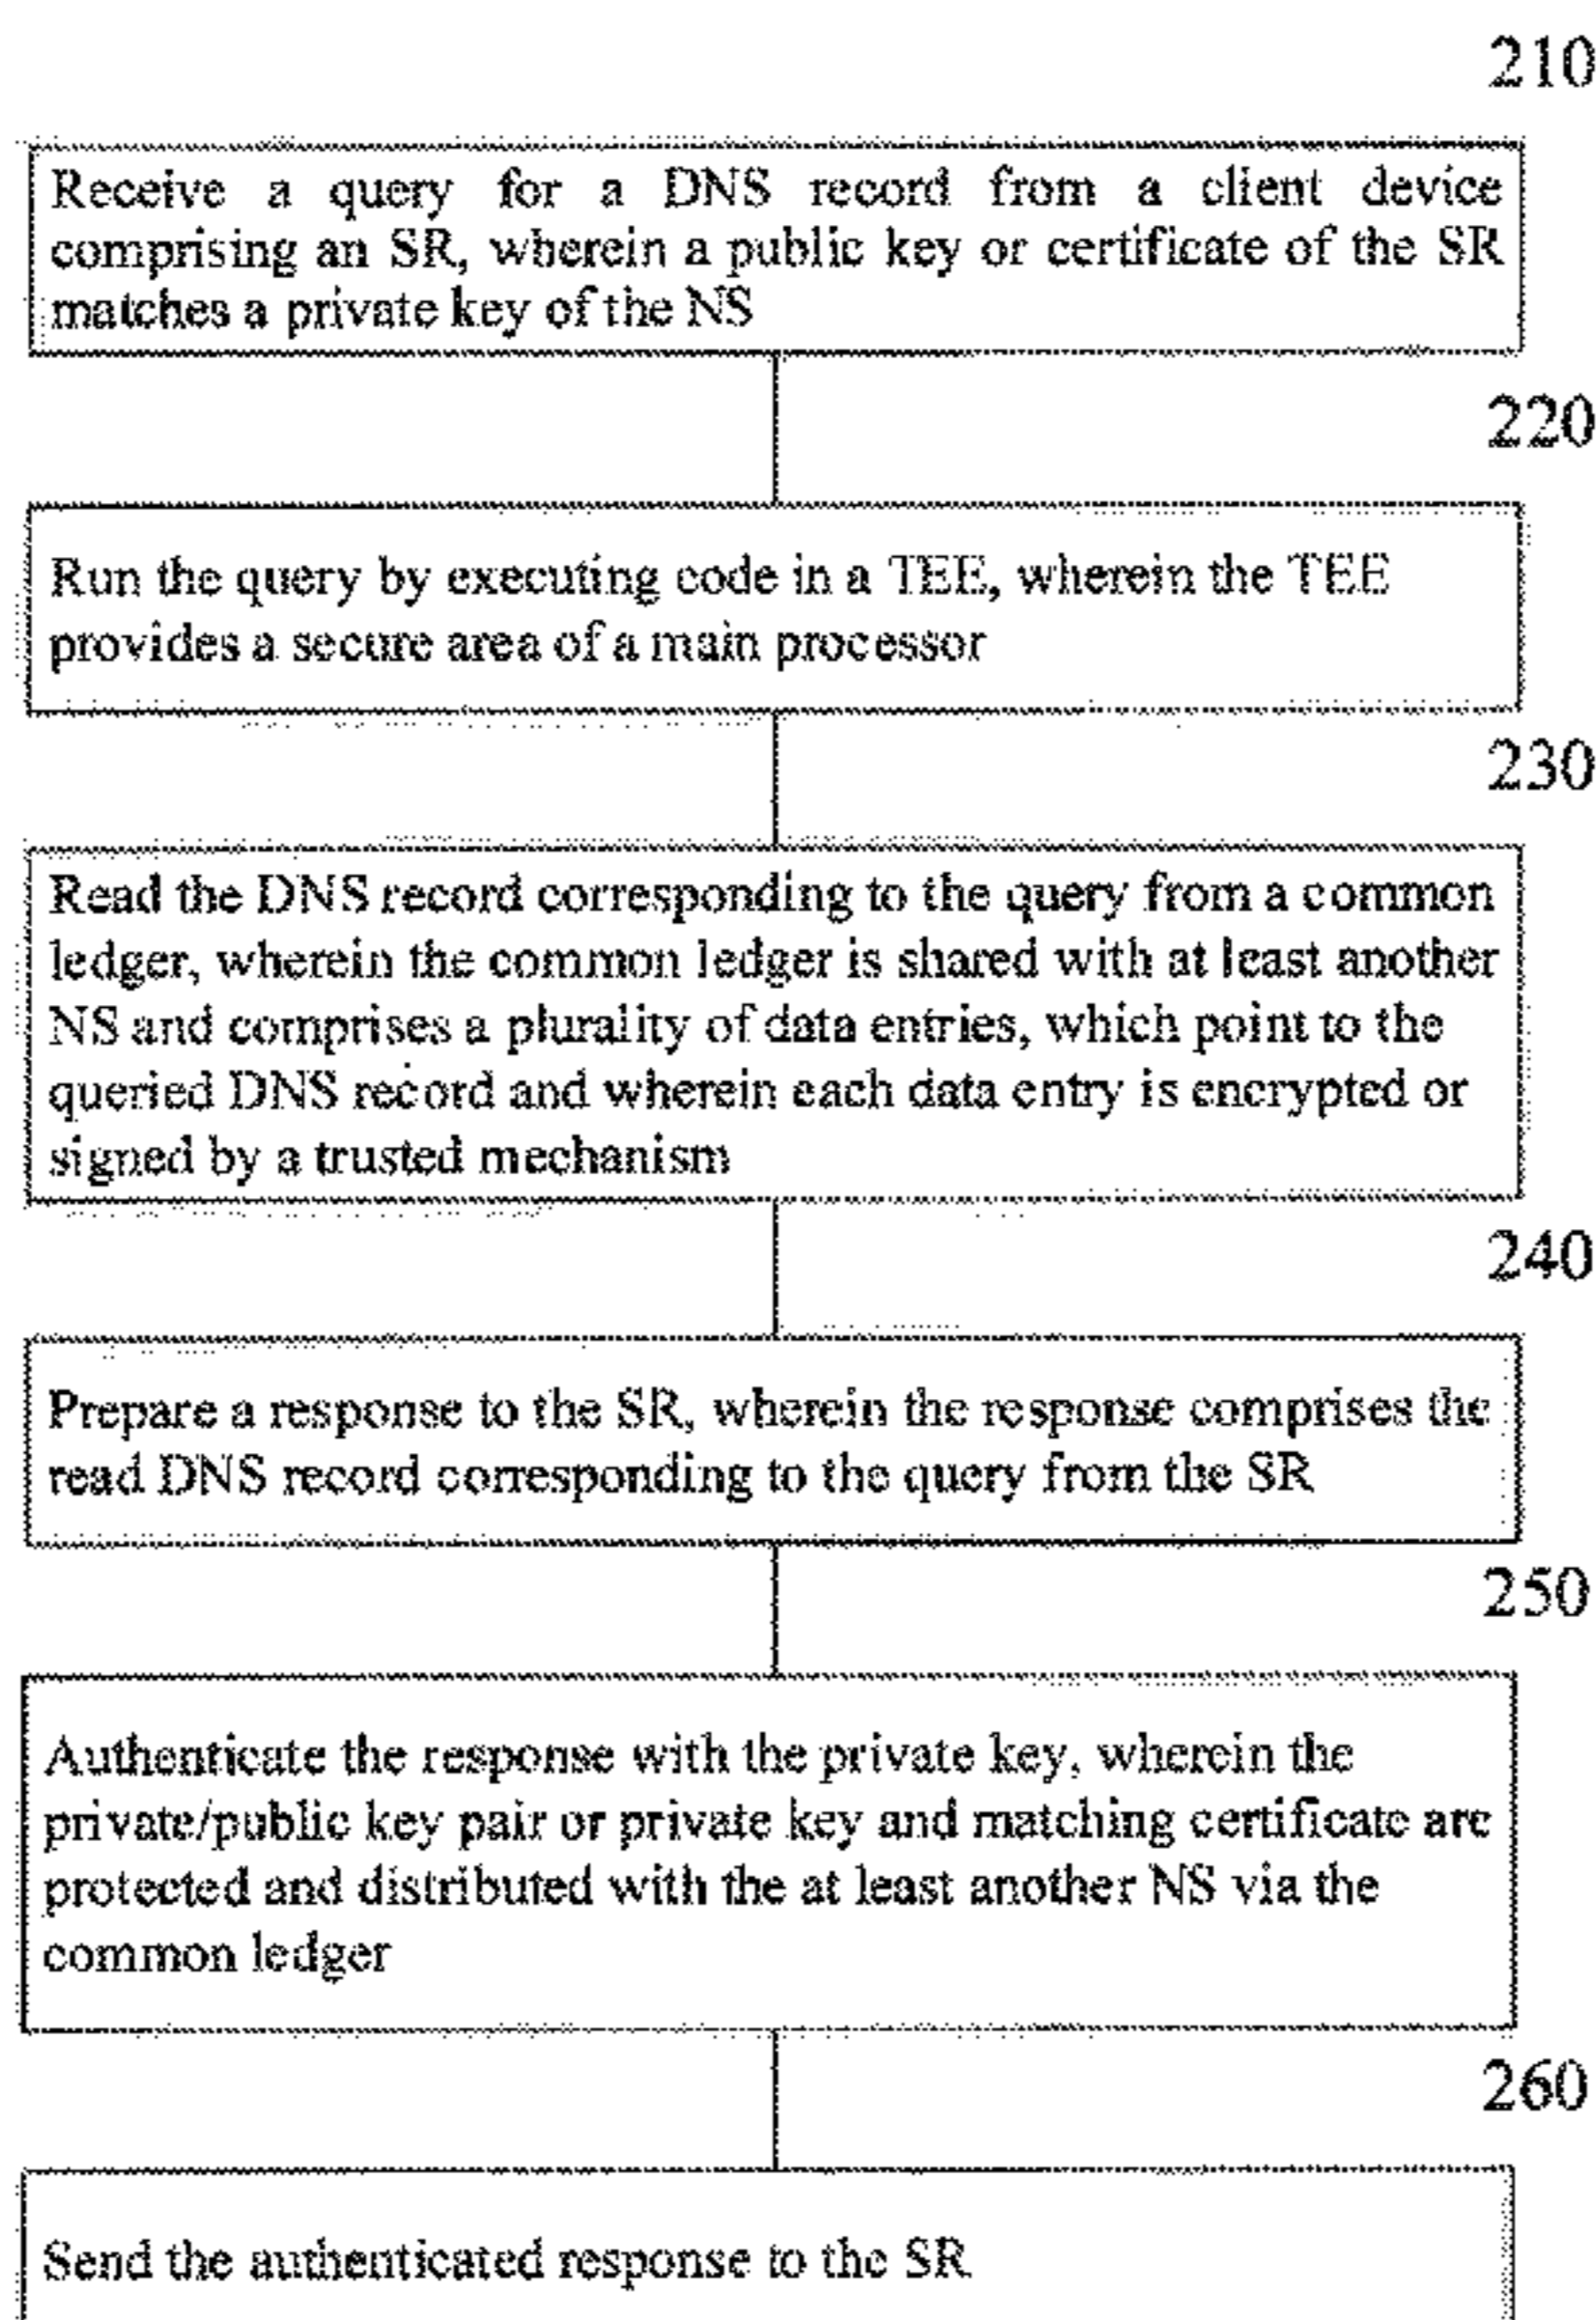 210
Receive a query for a DNS record from a client device
comprising an SR, wherein a public key or certificate of the SR
matches a private key of the NS
220
Run the query by executing code in a TEE, wherein the TEE
provides a secure area of a main processor
230
Read the DNS record corresponding to the query from a common
ledger, wherein the common ledger is shared with at least another
NS and comprises a plurality of data entries, which point to the
queried DNS record and wherein each data entry is encrypted or
signed by a trusted mechanism
240
Prepare a response to the SR, wherein the response comprises the
read DNS record corresponding to the query from the SR
250
Authenticate the response with the private key, wherein the
private/public key pair or private key and matching certificate are
protected and distributed with the at least another NS via the
common ledger
260
Send the authenticated response to the SR